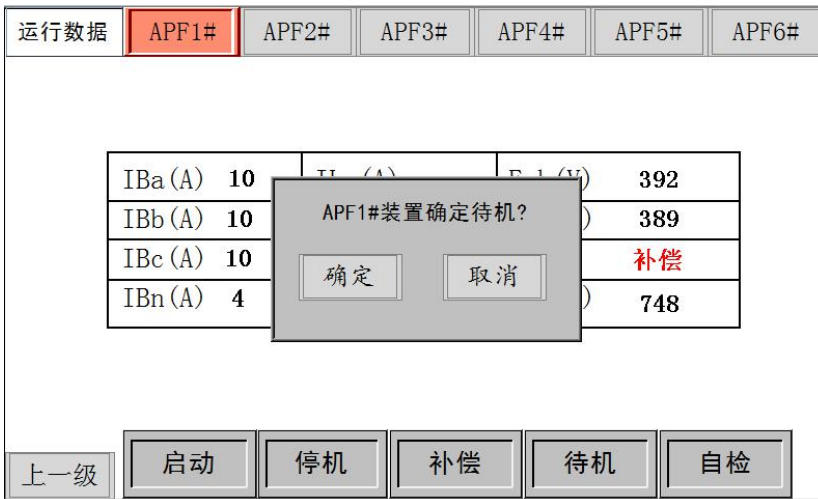 运行数据 APF1# APF2# APF3# APF4# APF5# APF6#
IBa(A) 10 392
APF1#装置确定待机?
IBb(A) 10 389
IBc(A) 10 补偿
确定 取消
IBn(A) 4 748
上一级 启动 停机 补偿 待机 自检